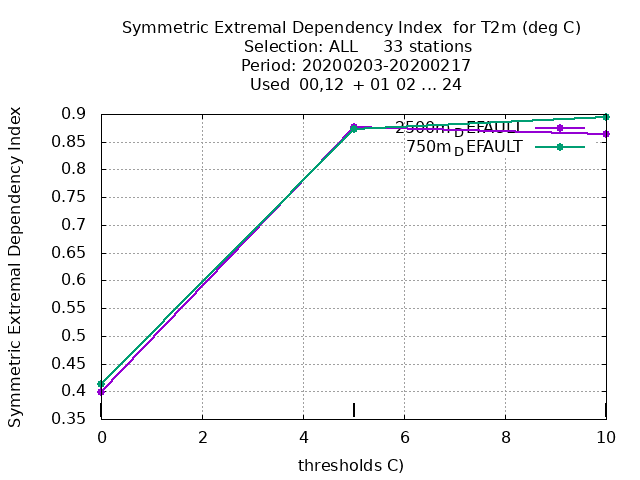 Symmetric Extremal Dependency Index  for T2m (deg C)
Selection: ALL     33 stations
Period: 20200203-20200217
Used  00,12  + 01 02 ... 24
Symmetric Extremal Dependency Index
0.9
0.85
0.8
0.75
0.7
0.65
0.6
0.55
0.5
0.45
0.4
0.35
2500m_DEFAULT
750m_DEFAULT
0 2 4 6 8 10
thresholds C)